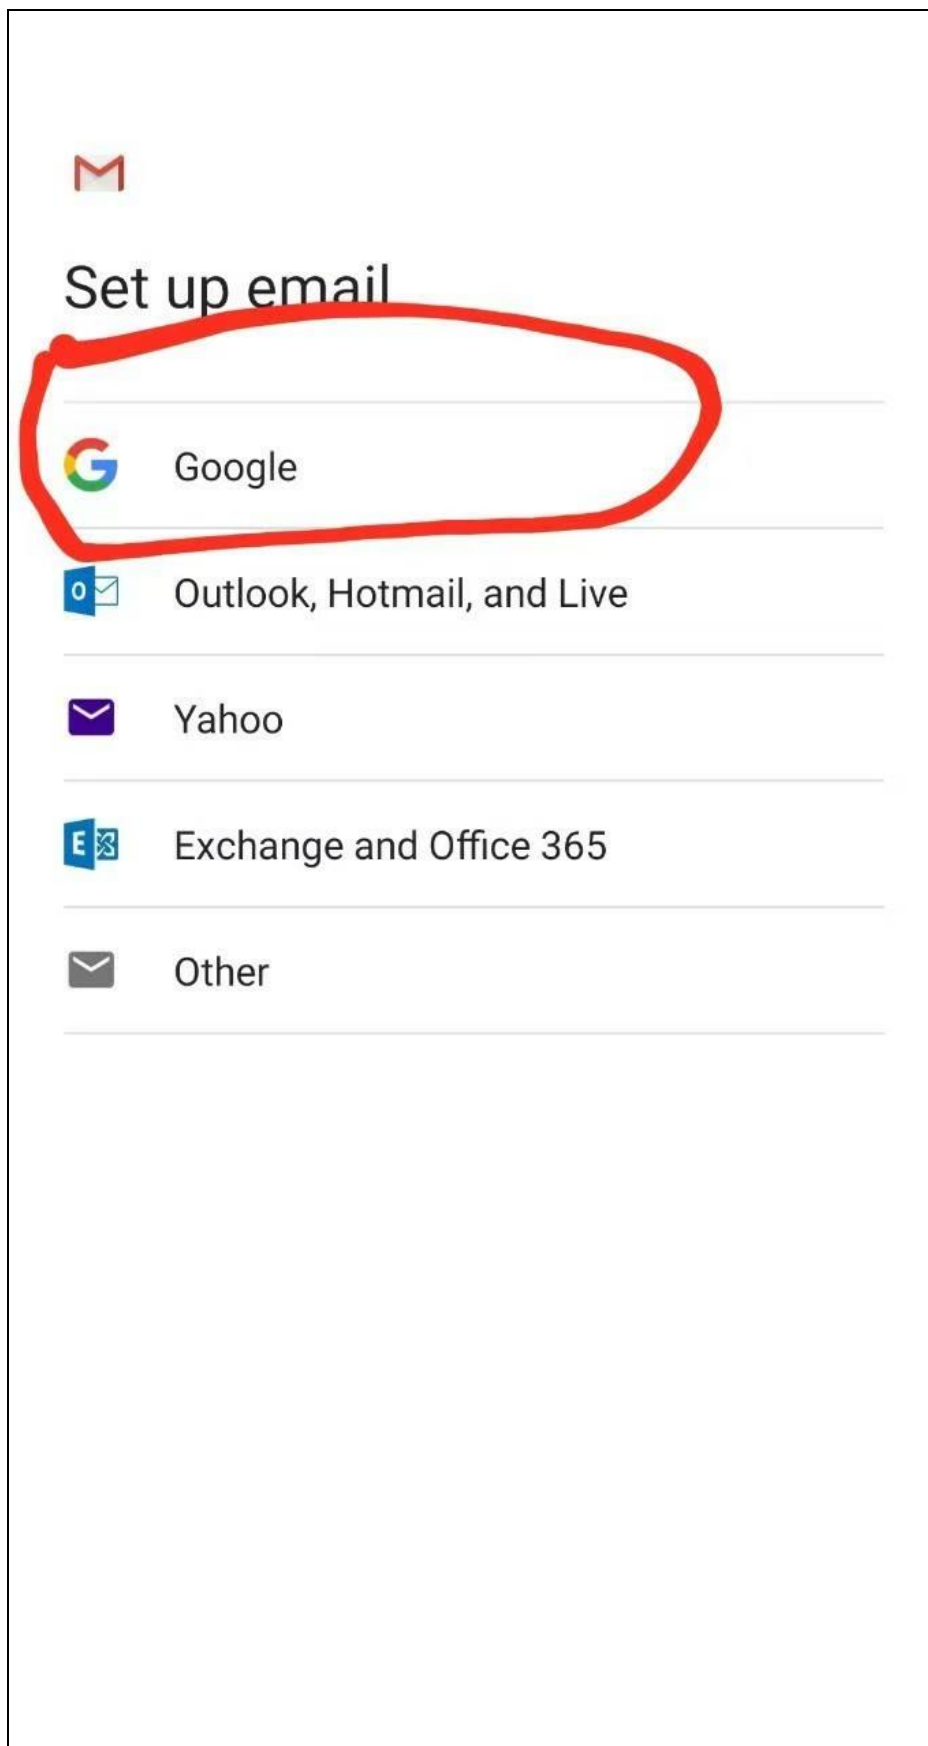 Set up email
Google
Outlook, Hotmail, and Live
Yahoo
Exchange and Office 365
Other